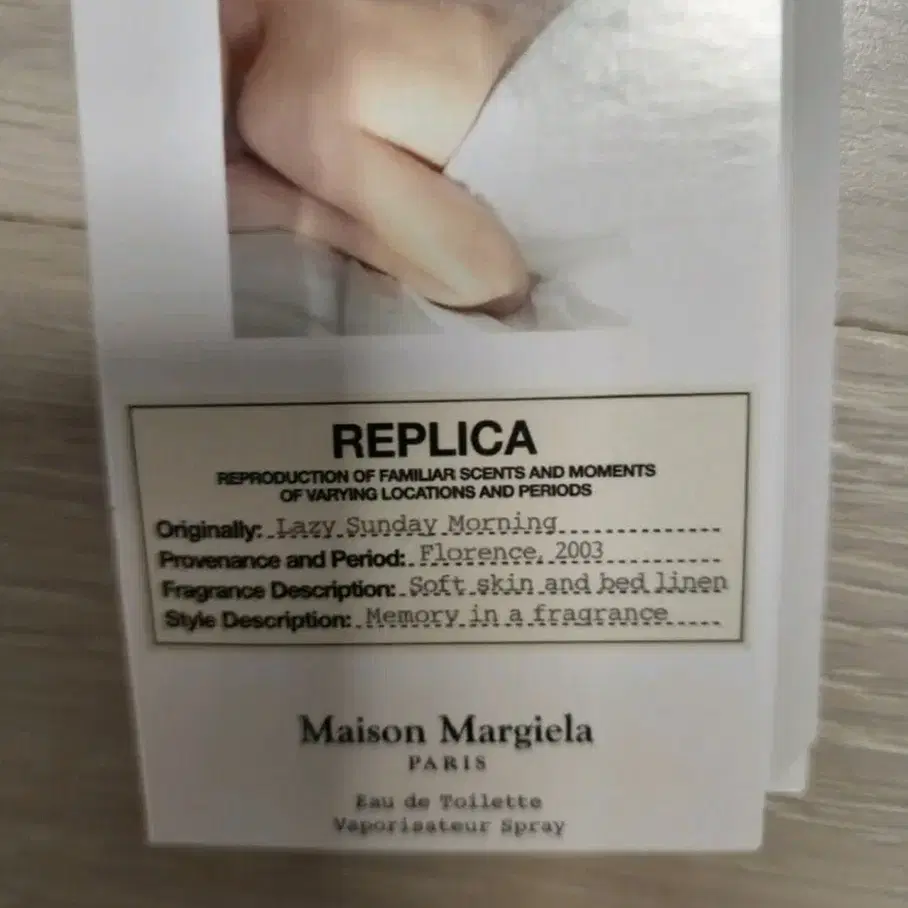 REPLICA
REPRODUCTION OF FAMILIAR SCENTS AND MOMENTS
OF VARYING LOCATIONS AND PERIODS
Originally: Lazy Sunday Morning
Provenance and Period: Florence, 2003
Fragrance Description: Soft skin and bed linen
Style Description: Memory in a fragrance
Maison Margiela
PARIS
Eau de Toilette
Vaporisateur Spray